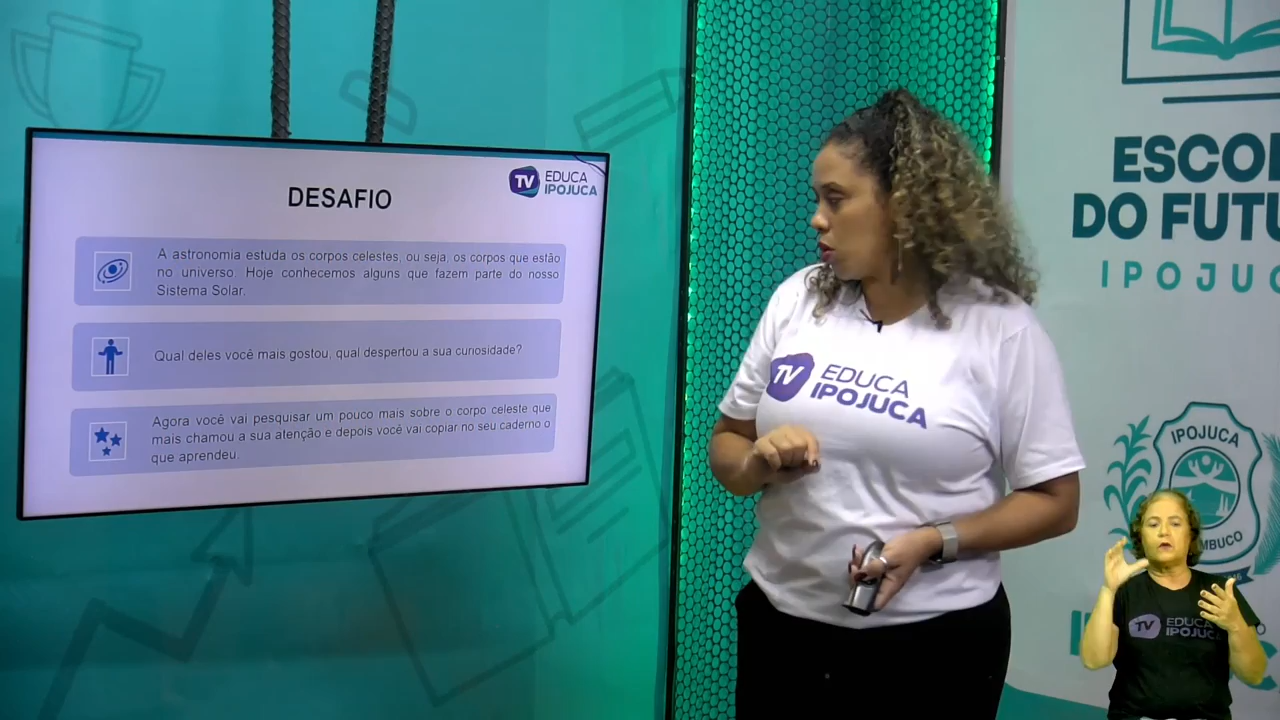 DESAFIO
TV EDUCA
IPOJUCA
A astronomia estuda os corpos celestes, ou seja, os corpos que estão
no universo. Hoje conhecemos alguns que fazem parte do nosso
Sistema Solar.
Qual deles você mais gostou, qual despertou a sua curiosidade?
Agora você vai pesquisar um pouco mais sobre o corpo celeste que
mais chamou a sua atenção e depois você vai copiar no seu caderno o
que aprendeu.
TV EDUCA
IPOJUCA
ESCOL
DO FUTU
IPOJUC
IPOJUCA
MBUCO
TV EDUCA
IPOJUC